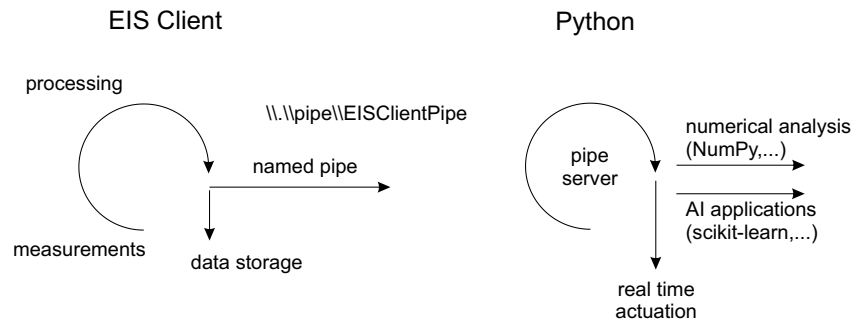 EIS Client
processing
\\.\\pipe\\EISClientPipe
named pipe
measurements
data storage
Python
pipe
server
numerical analysis
(NumPy,...)
AI applications
(scikit-learn,...)
real time
actuation